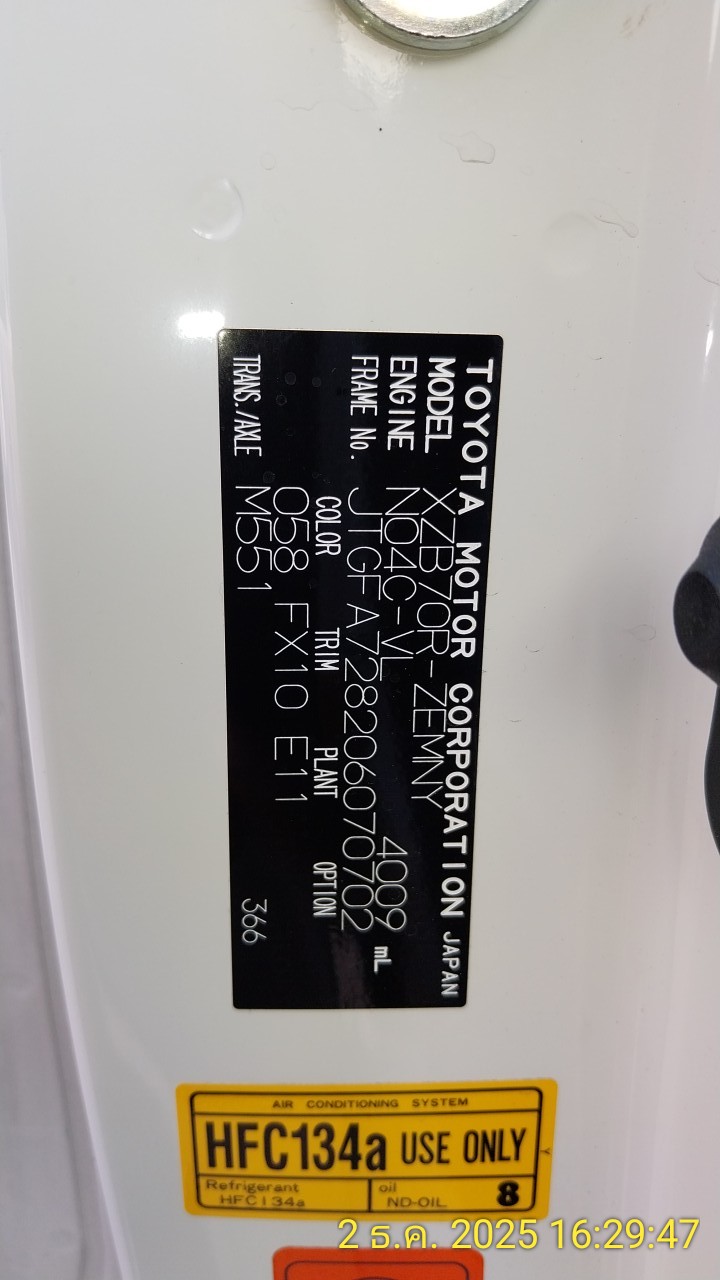 TOYOTA MOTOR CORPORATION JAPAN
MODEL XZB70R-ZEMNY
ENGINE N04C-VL 4009 mL
FRAME No. JTGFA728206070702
COLOR TRIM PLANT OPTION
058 FX10 E11
TRANS./AXLE M551 366
AIR CONDITIONING SYSTEM
HFC134a USE ONLY
Refrigerant oil
HFC134a ND-OIL 8
2 ธ.ค. 2025 16:29:47